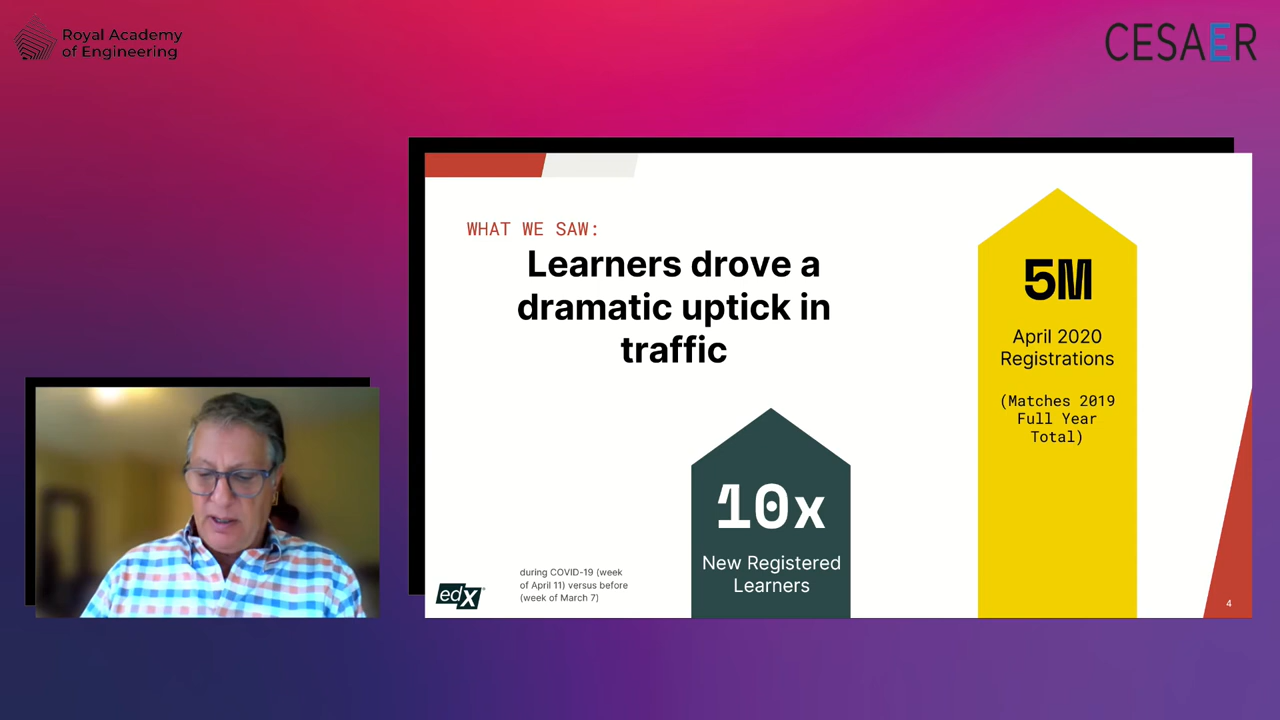 Royal Academy
of Engineering
CESAER
WHAT WE SAW:
Learners drove a
dramatic uptick in
traffic
5M
April 2020
Registrations
(Matches 2019
Full Year
Total)
10x
New Registered
Learners
during COVID-19 (week
of April 11) versus before
(week of March 7)
edX
4